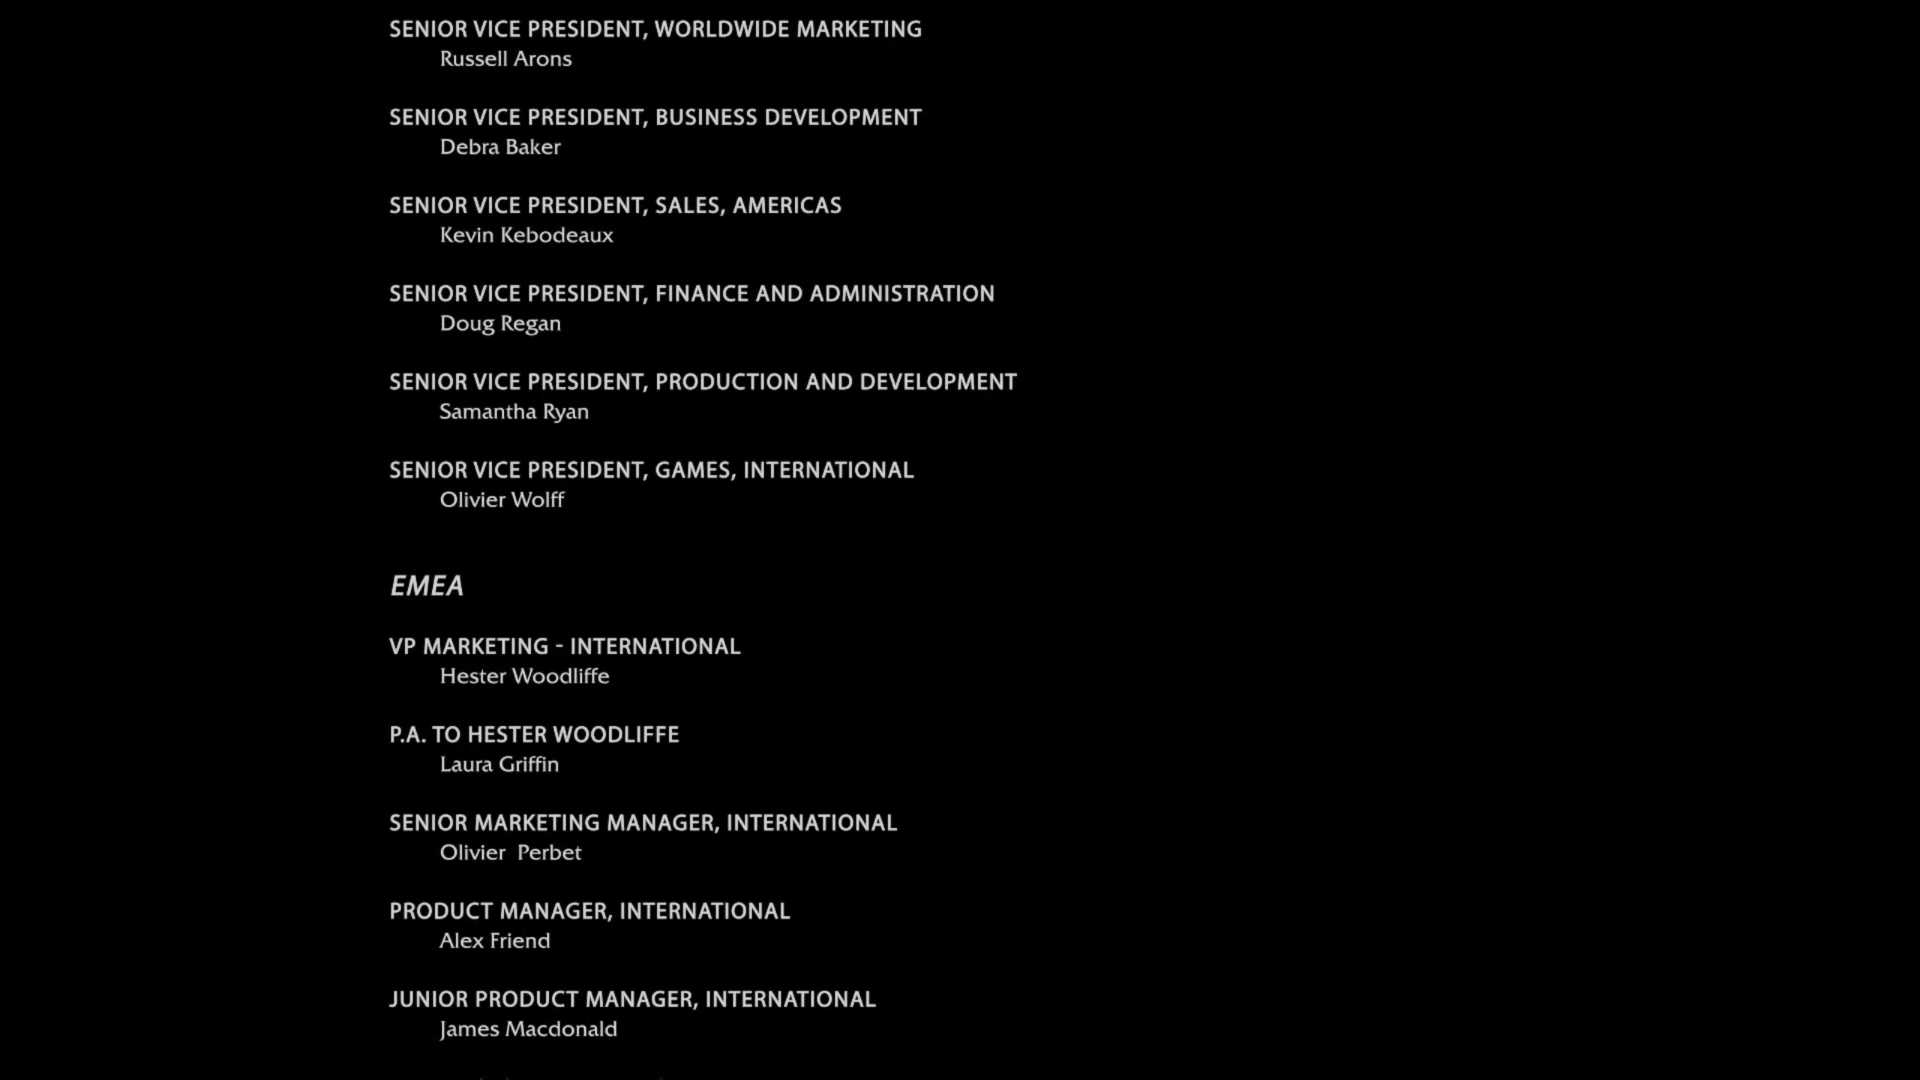 SENIOR VICE PRESIDENT, WORLDWIDE MARKETING
Russell Arons
SENIOR VICE PRESIDENT, BUSINESS DEVELOPMENT
Debra Baker
SENIOR VICE PRESIDENT, SALES, AMERICAS
Kevin Kebodeaux
SENIOR VICE PRESIDENT, FINANCE AND ADMINISTRATION
Doug Regan
SENIOR VICE PRESIDENT, PRODUCTION AND DEVELOPMENT
Samantha Ryan
SENIOR VICE PRESIDENT, GAMES, INTERNATIONAL
Olivier Wolff
EMEA
VP MARKETING - INTERNATIONAL
Hester Woodliffe
P.A. TO HESTER WOODLIFFE
Laura Griffin
SENIOR MARKETING MANAGER, INTERNATIONAL
Olivier  Perbet
PRODUCT MANAGER, INTERNATIONAL
Alex Friend
JUNIOR PRODUCT MANAGER, INTERNATIONAL
James Macdonald